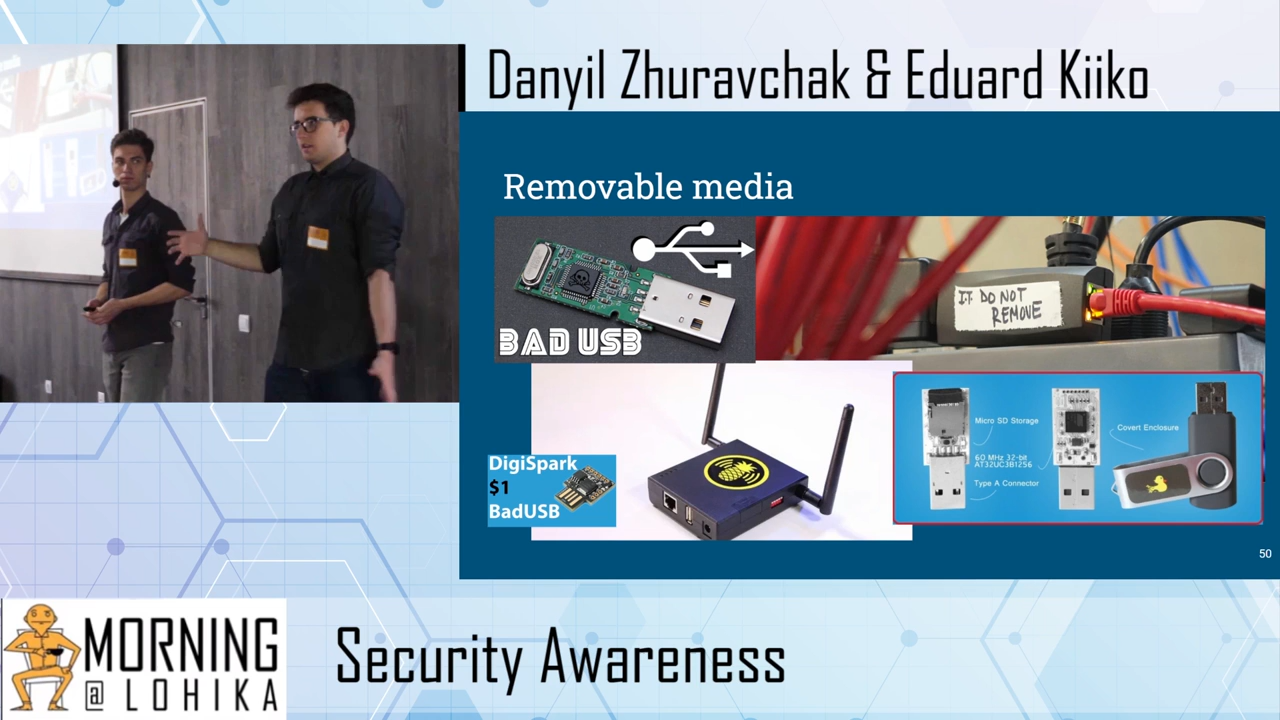 Danyil Zhuravchak & Eduard Kiiko
Removable media
BAD USB
I.T. DO NOT
REMOVE
DigiSpark
$1
BadUSB
Micro SD Storage
60 MHz 32-bit
AT32UC3B1256
Type A Connector
Covert Enclosure
50
MORNING
@ LOHIKA
Security Awareness